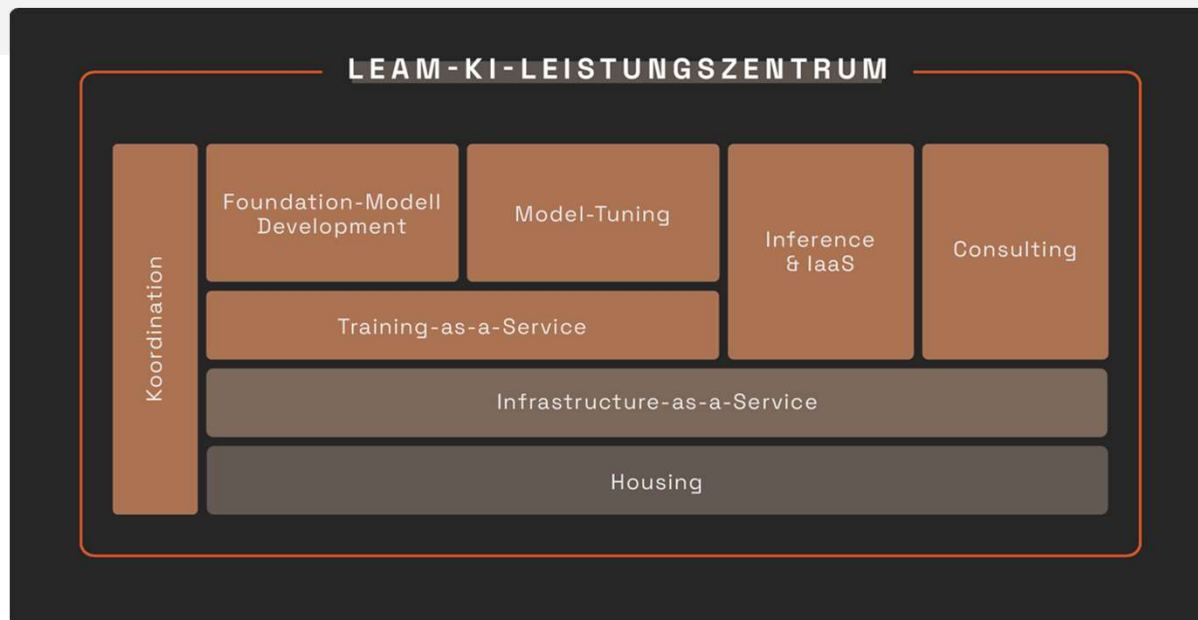 LEAM-KI-LEISTUNGSZENTRUM
Koordination
Foundation-Modell
Development
Model-Tuning
Inference
& IaaS
Consulting
Training-as-a-Service
Infrastructure-as-a-Service
Housing